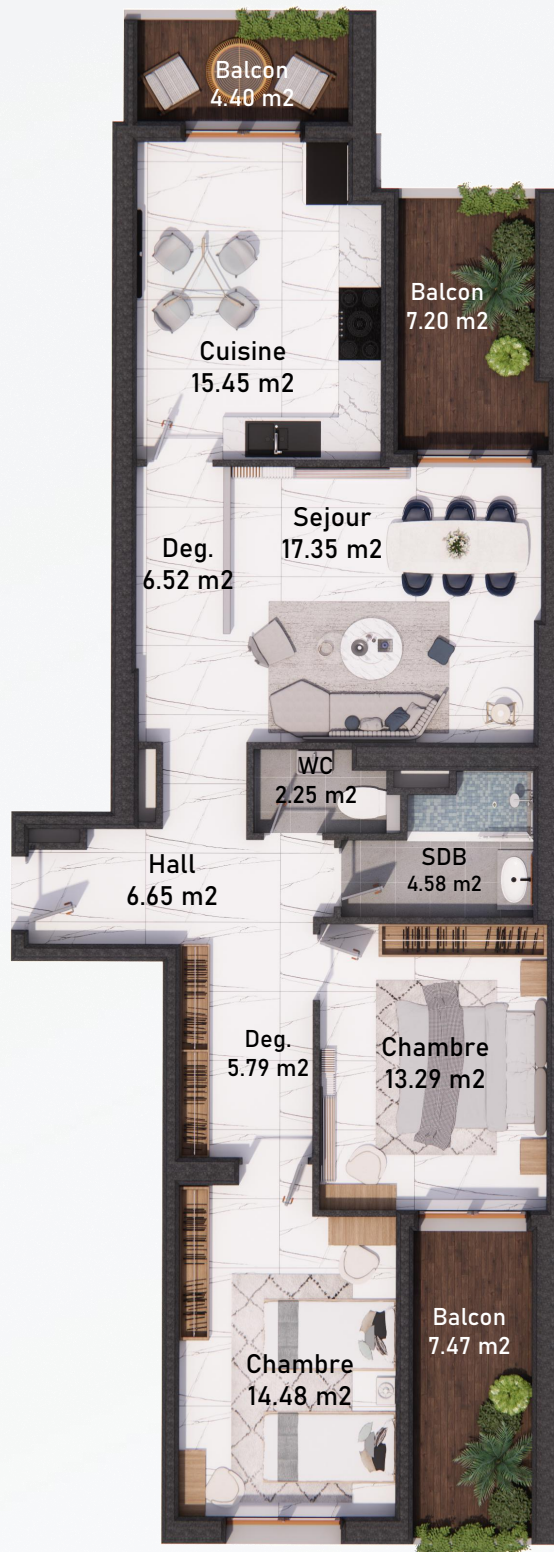 Balcon
4.40 m2
Balcon
7.20 m2
Cuisine
15.45 m2
Sejour
17.35 m2
Deg.
6.52 m2
WC
2.25 m2
SDB
4.58 m2
Hall
6.65 m2
Deg.
5.79 m2
Chambre
13.29 m2
Balcon
7.47 m2
Chambre
14.48 m2